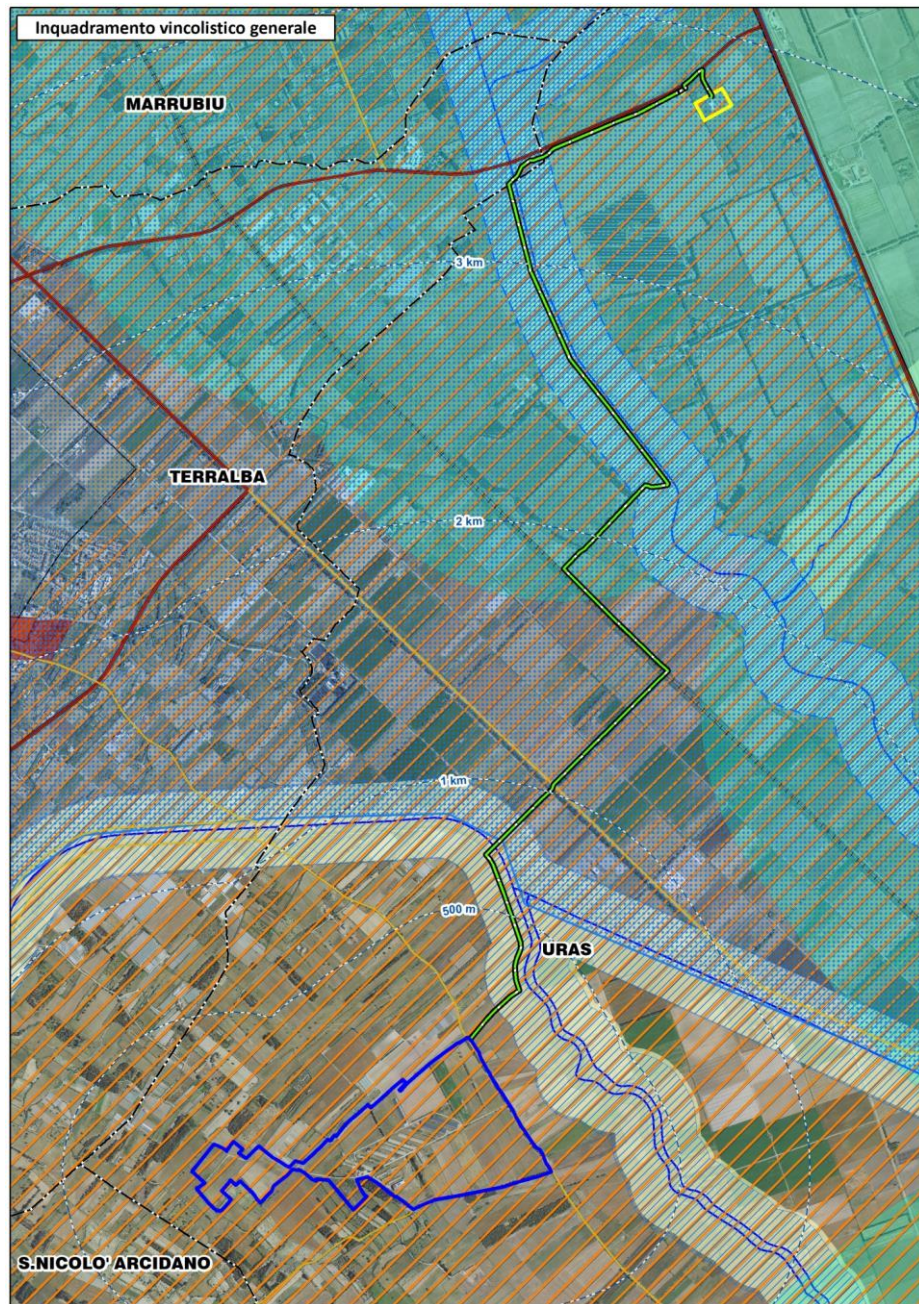 Inquadramento vincolistico generale
MARRUBIU
3 km
TERRALBA
2 km
1 km
500 m
URAS
S.NICOLO' ARCIDANO